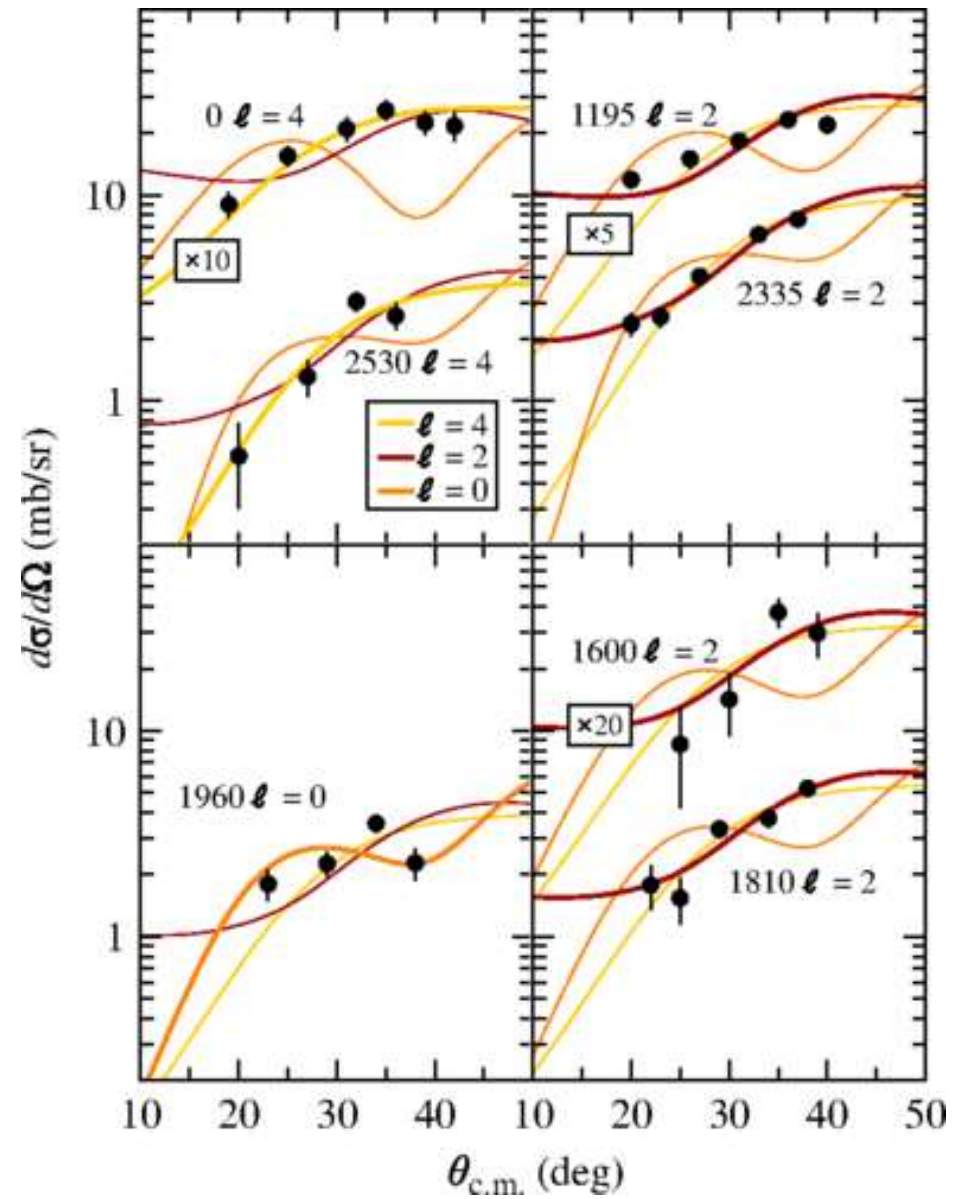 0 ℓ = 4
×10
2530 ℓ = 4
ℓ = 4
ℓ = 2
ℓ = 0
10
1
1195 ℓ = 2
×5
2335 ℓ = 2
dσ/dΩ (mb/sr)
1960 ℓ = 0
10
1
1600 ℓ = 2
×20
1810 ℓ = 2
10 20 30 40 10 20 30 40 50
θc.m. (deg)